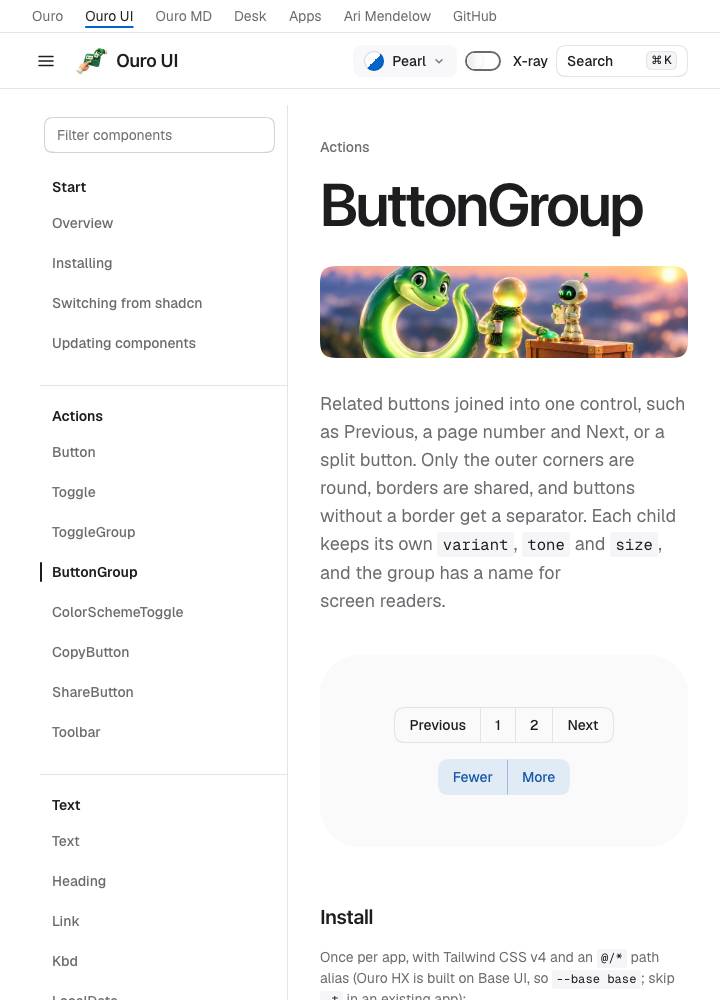 Ouro Ouro UI Ouro MD Desk Apps Ari Mendelow GitHub
Ouro UI Pearl X-ray Search ⌘K
Filter components
Start
Overview
Installing
Switching from shadcn
Updating components
Actions
Button
Toggle
ToggleGroup
ButtonGroup
ColorSchemeToggle
CopyButton
ShareButton
Toolbar
Text
Text
Heading
Link
Kbd
LocalDate
Actions
ButtonGroup
Related buttons joined into one control, such
as Previous, a page number and Next, or a
split button. Only the outer corners are
round, borders are shared, and buttons
without a border get a separator. Each child
keeps its own variant, tone and size,
and the group has a name for
screen readers.
Previous 1 2 Next
Fewer More
Install
Once per app, with Tailwind CSS v4 and an @/* path
alias (Ouro HX is built on Base UI, so --base base; skip
-t in an existing app):